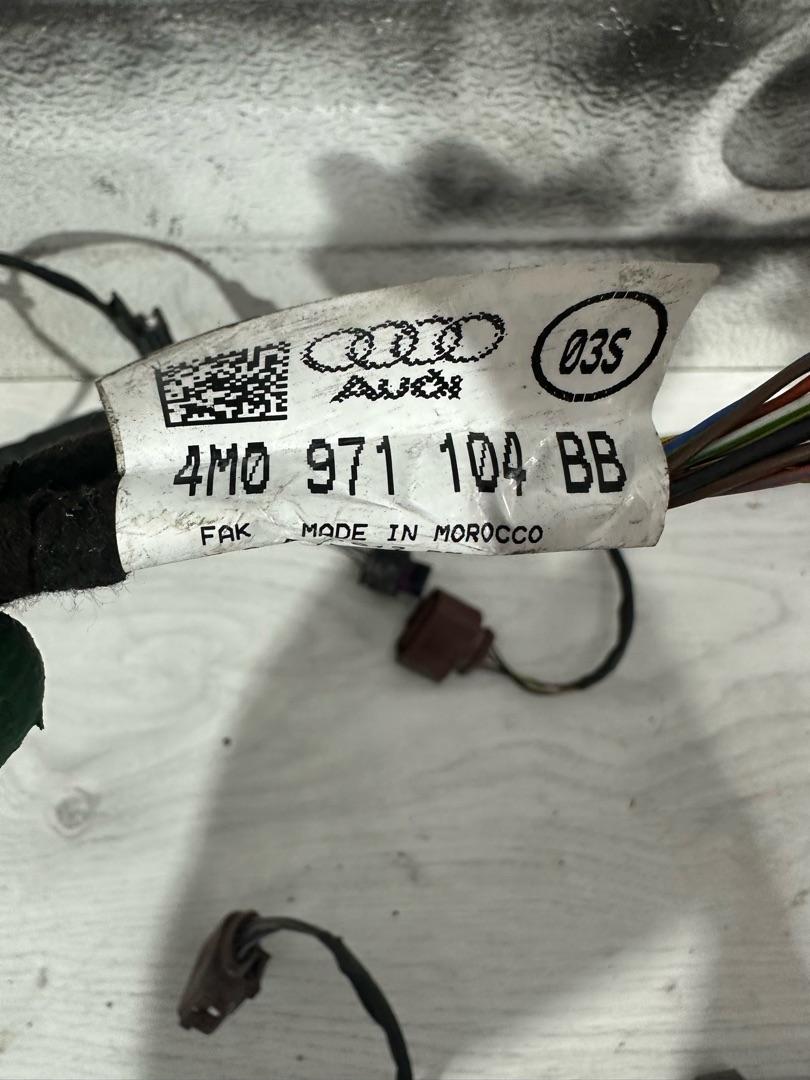 Audi
03S
4M0 971 104 BB
FAK MADE IN MOROCCO